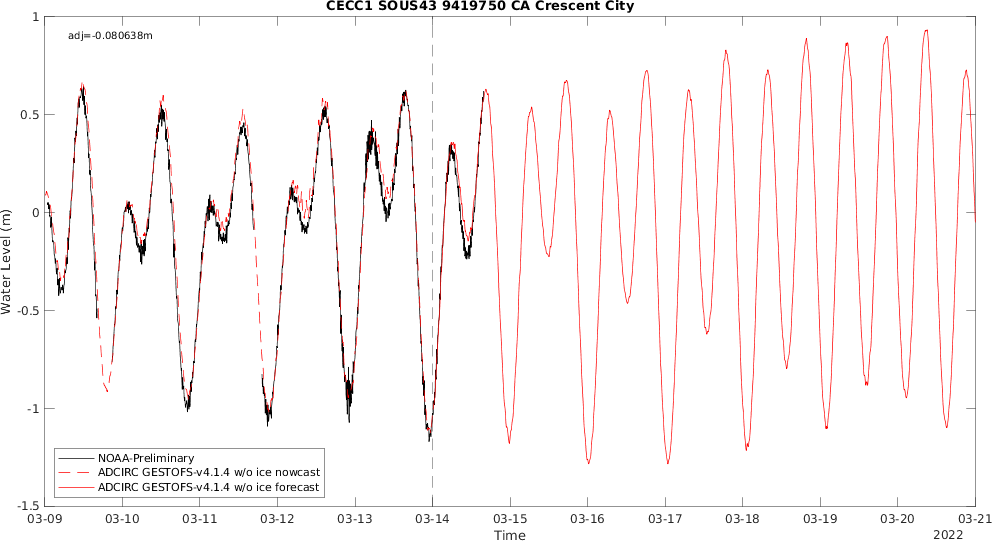 CECC1 SOUS43 9419750 CA Crescent City
adj=-0.080638m
1
0.5
0
-0.5
-1
-1.5
Water Level (m)
NOAA-Preliminary
ADCIRC GESTOFS-v4.1.4 w/o ice nowcast
ADCIRC GESTOFS-v4.1.4 w/o ice forecast
03-09 03-10 03-11 03-12 03-13 03-14 03-15 03-16 03-17 03-18 03-19 03-20 03-21
Time
2022